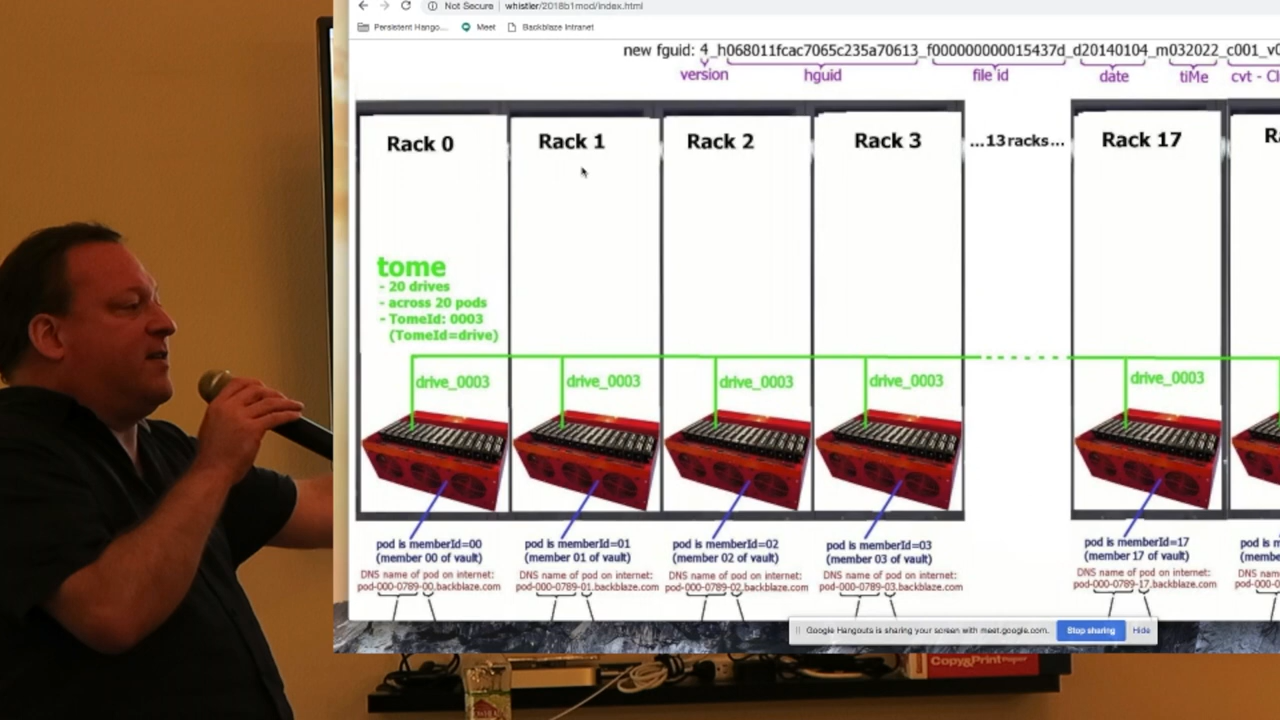 Not Secure | whistler/2018b1mod/index.html
Persistent Hango... Meet Backblaze Intranet
new fguid: 4_h068011fcac7065c235a70613_f000000000015437d_d20140104_m032022_c001_v0
version hguid file id date tiMe cvt - Cl
Rack 0 Rack 1 Rack 2 Rack 3 ...13 racks... Rack 17
tome
- 20 drives
- across 20 pods
- TomeId: 0003
(TomeId=drive)
drive_0003 drive_0003 drive_0003 drive_0003 drive_0003
pod is memberId=00 pod is memberId=01 pod is memberId=02 pod is memberId=03 pod is memberId=17
(member 00 of vault) (member 01 of vault) (member 02 of vault) (member 03 of vault) (member 17 of vault)
DNS name of pod on internet: DNS name of pod on internet: DNS name of pod on internet: DNS name of pod on internet: DNS name of pod on internet:
pod-000-0789-00.backblaze.com pod-000-0789-01.backblaze.com pod-000-0789-02.backblaze.com pod-000-0789-03.backblaze.com pod-000-0789-17.backblaze.com
Google Hangouts is sharing your screen with meet.google.com. Stop sharing Hide
Copy&Print Paper